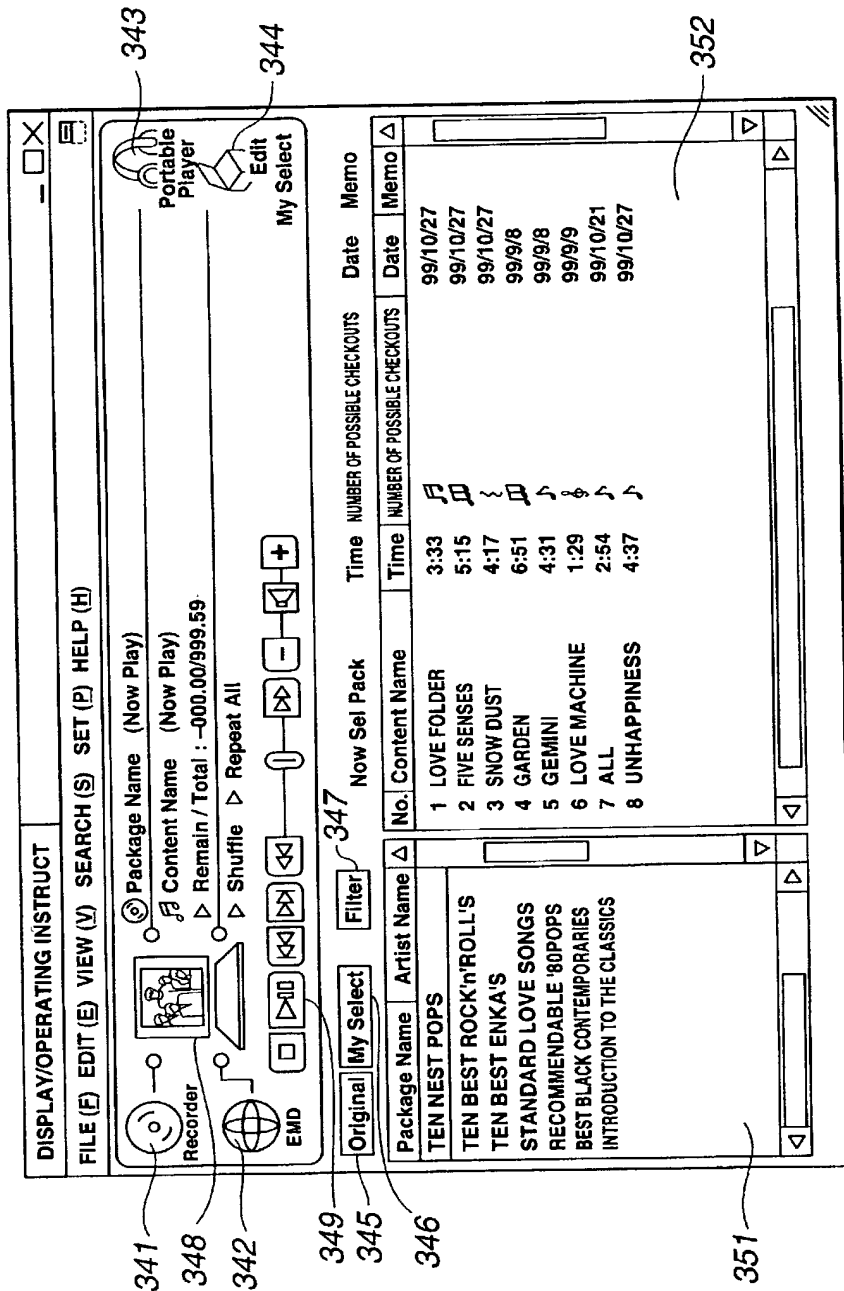 DISPLAY/OPERATING INSTRUCT
FILE (F) EDIT (E) VIEW (V) SEARCH (S) SET (P) HELP (H)
341
Recorder
348
342
EMD
Package Name (Now Play)
Content Name (Now Play)
Remain / Total : -000.00/999.59
Shuffle Repeat All
Portable
Player
343
Edit
344
My Select
349
345
346
347
Original My Select Filter
Now Sel Pack Time NUMBER OF POSSIBLE CHECKOUTS Date Memo
Package Name Artist Name
TEN NEST POPS
TEN BEST ROCK'n'ROLL'S
TEN BEST ENKA'S
STANDARD LOVE SONGS
RECOMMENDABLE '80POPS
BEST BLACK CONTEMPORARIES
INTRODUCTION TO THE CLASSICS
351
No. Content Name Time NUMBER OF POSSIBLE CHECKOUTS Date Memo
1 LOVE FOLDER 3:33 99/10/27
2 FIVE SENSES 5:15 99/10/27
3 SNOW DUST 4:17 99/10/27
4 GARDEN 6:51 99/9/8
5 GEMINI 4:31 99/9/8
6 LOVE MACHINE 1:29 99/9/9
7 ALL 2:54 99/10/21
8 UNHAPPINESS 4:37 99/10/27
352